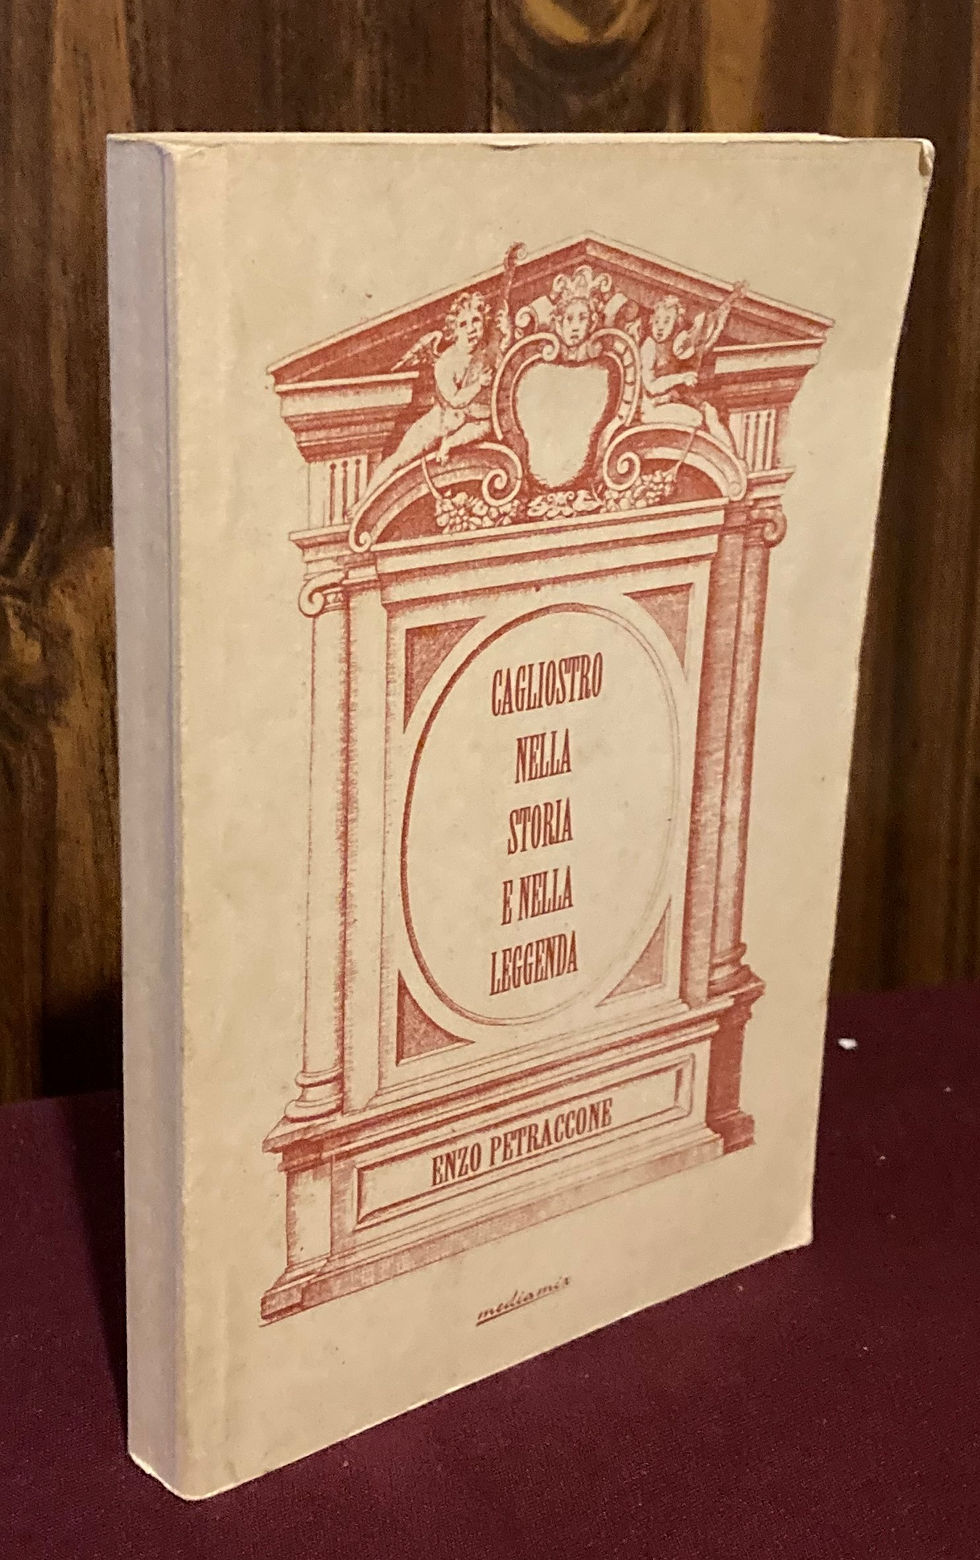 CAGLIOSTRO
NELLA
STORIA
E NELLA
LEGGENDA
ENZO PETRACCONE
mediamix